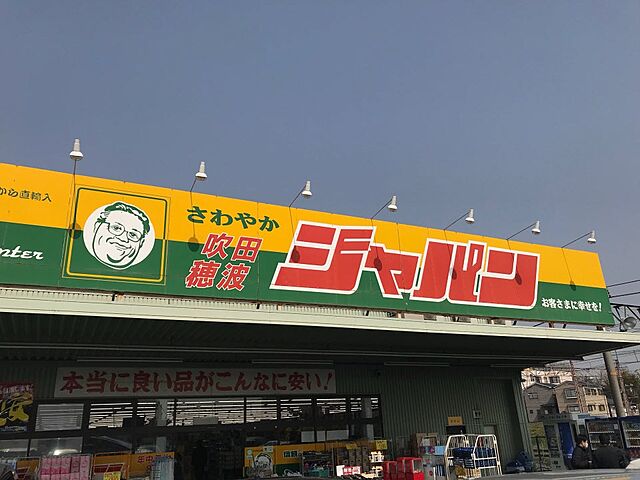 から直輸入
nter
さわやか
吹田
穂波
ジャパン
お客さまに幸せを!
本当に良い品がこんなに安い!
年中